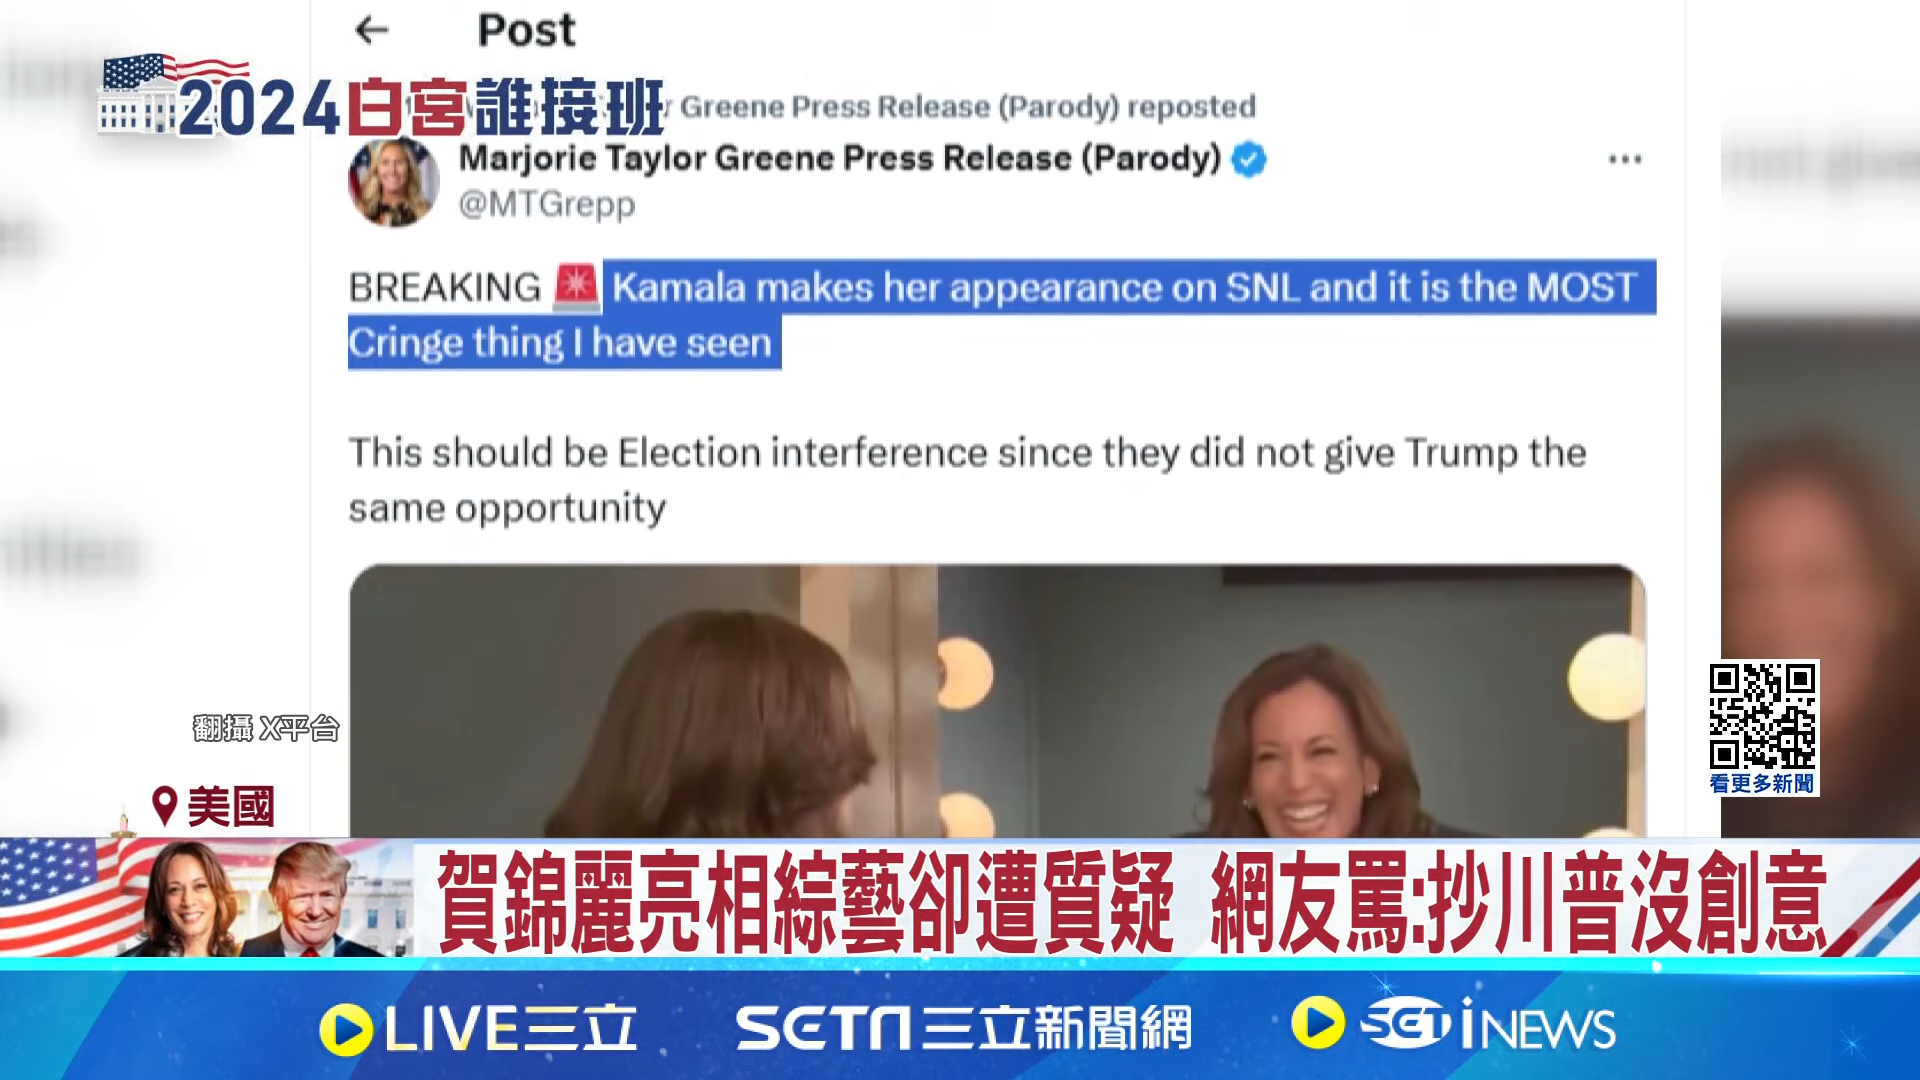 Post
2024白宮誰接班
Greene Press Release (Parody) reposted
Marjorie Taylor Greene Press Release (Parody)
@MTGrepp
BREAKING 🚨 Kamala makes her appearance on SNL and it is the MOST
Cringe thing I have seen
This should be Election interference since they did not give Trump the
same opportunity
翻攝 X平台
看更多新聞
美國
賀錦麗亮相綜藝卻遭質疑 網友罵:抄川普沒創意
LIVE三立
SETN三立新聞網
SET iNEWS